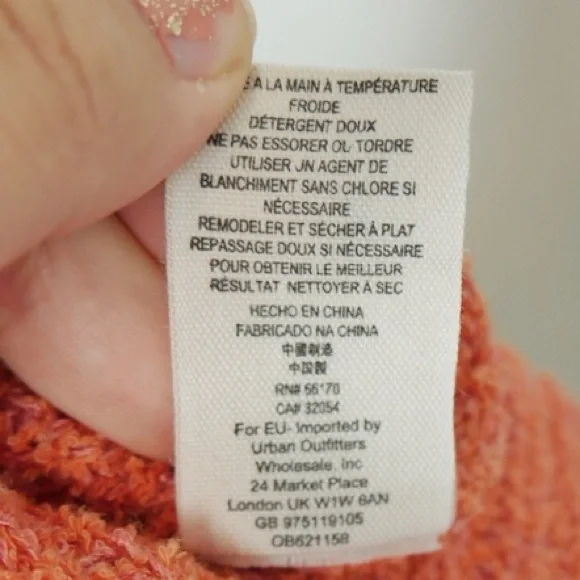 E A LA MAIN À TEMPÉRATURE
FROIDE
DÉTERGENT DOUX
NE PAS ESSORER OU TORDRE
UTILISER UN AGENT DE
BLANCHIMENT SANS CHLORE SI
NÉCESSAIRE
REMODELER ET SÉCHER À PLAT
REPASSAGE DOUX SI NÉCESSAIRE
POUR OBTENIR LE MEILLEUR
RÉSULTAT NETTOYER À SEC
HECHO EN CHINA
FABRICADO NA CHINA
中國制造
中国製
RN# 66170
CA# 32054
For EU- Imported by
Urban Outfitters
Wholesale, Inc
24 Market Place
London UK W1W 8AN
GB 975119105
OB621158